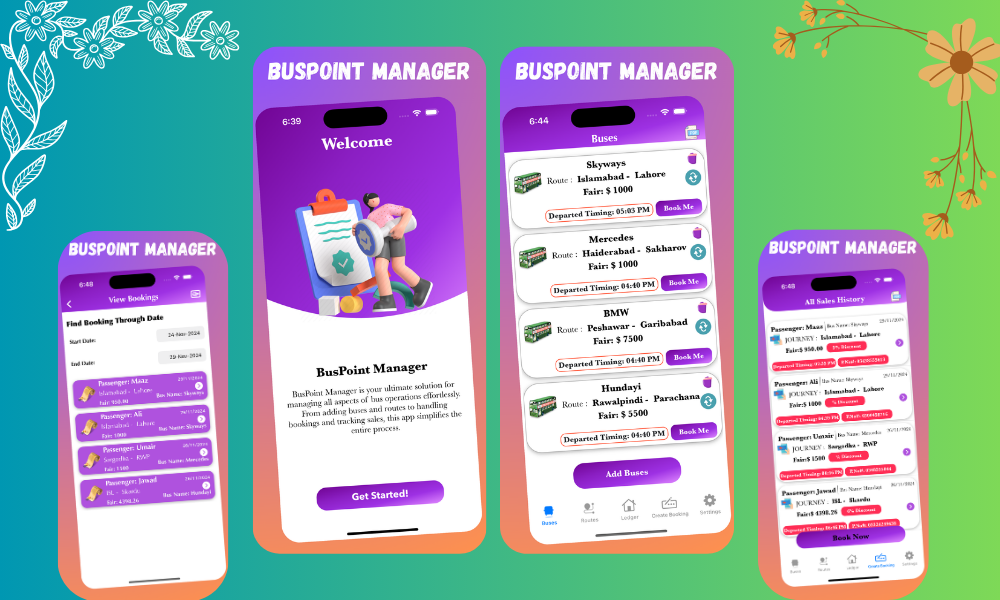 BUSPOINT MANAGER
6:48
View Bookings
Find Booking Through Date
Start Date:
24-Nov-2024
End Date:
29-Nov-2024
Passenger: Maaz
29/11/2024
Islamabad - Lahore
Fair: 950.00
Bus Name: Skyways
Passenger: Ali
Islamabad - Lahore
Fair: 1000
Bus Name: Skyways
Passenger: Umair
Sargodha - RWP
Fair: 1500
Bus Name: Mercedes
Passenger: Jawad
ISL - Skardu
Fair: 4398.26
Bus Name: Hundayi
BUSPOINT MANAGER
6:39
Welcome
BusPoint Manager
BusPoint Manager is your ultimate solution for
managing all aspects of bus operations effortlessly.
From adding buses and routes to handling
bookings and tracking sales, this app simplifies the
entire process.
Get Started!
BUSPOINT MANAGER
6:44
Buses
Skyways
Route : Islamabad - Lahore
Fair: $ 1000
Departed Timing: 05:03 PM
Book Me
Mercedes
Route : Haiderabad - Sakharov
Fair: $ 1000
Departed Timing: 04:40 PM
Book Me
BMW
Route : Peshawar - Garibabad
Fair: $ 7500
Departed Timing: 04:40 PM
Book Me
Hundayi
Route : Rawalpindi - Parachana
Fair: $ 5500
Departed Timing: 04:40 PM
Book Me
Add Buses
Buses
Routes
Ledger
Create Booking
Settings
BUSPOINT MANAGER
6:48
All Sales History
29/11/2024
Passenger: Maaz | Bus Name: Skyways
JOURNEY : Islamabad - Lahore
Fair:$ 950.00
5% Discount
Passenger: Ali | Bus Name: Skyways
JOURNEY : Islamabad - Lahore
Fair:$ 1000
% Discount
Passenger: Umair | Bus Name: Mercedes
JOURNEY : Sargodha - RWP
Fair:$ 1500
% Discount
Passenger: Jawad | Bus Name: Hundayi
JOURNEY : ISL - Skardu
Fair:$ 4398.26
Book Now
Buses
Routes
Ledger
Create Booking
Settings